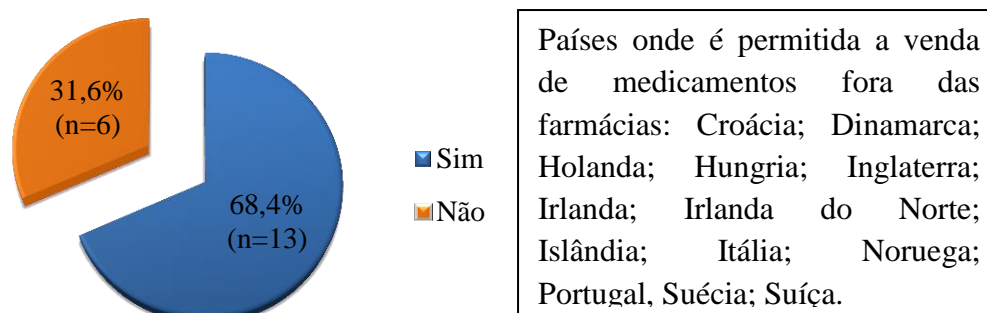 31,6%
(n=6)
68,4%
(n=13)
Sim
Não
Países onde é permitida a venda
de medicamentos fora das
farmácias: Croácia; Dinamarca;
Holanda; Hungria; Inglaterra;
Irlanda; Irlanda do Norte;
Islândia; Itália; Noruega;
Portugal, Suécia; Suíça.